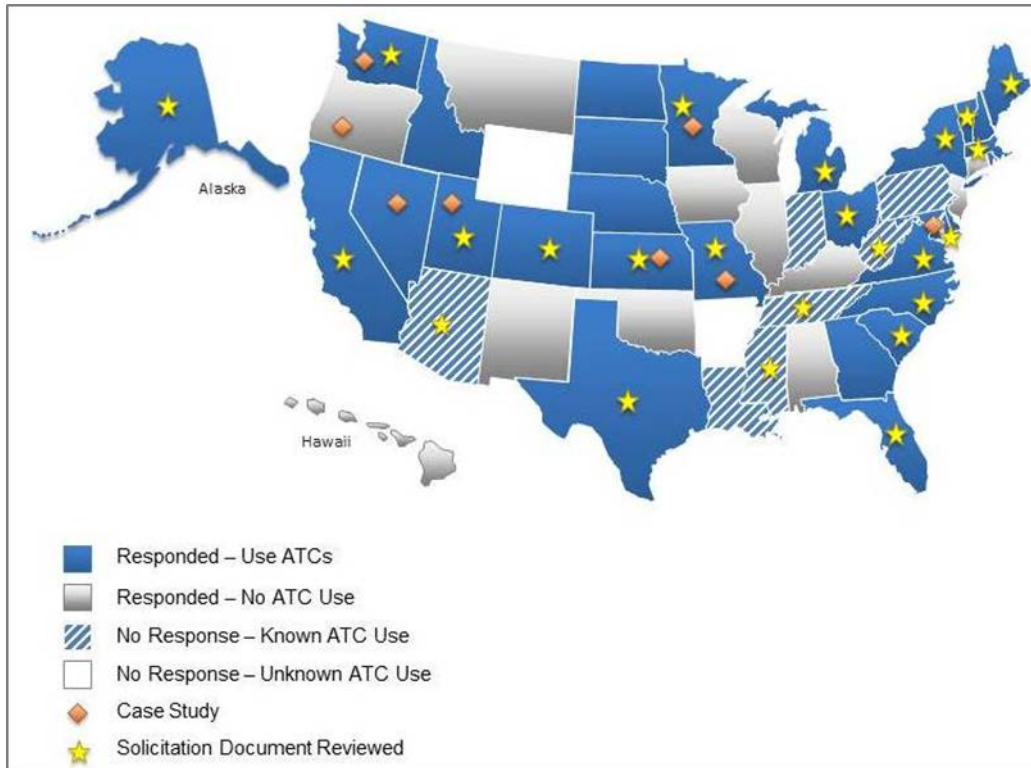 Alaska
Hawaii
Responded – Use ATCs
Responded – No ATC Use
No Response – Known ATC Use
No Response – Unknown ATC Use
Case Study
Solicitation Document Reviewed